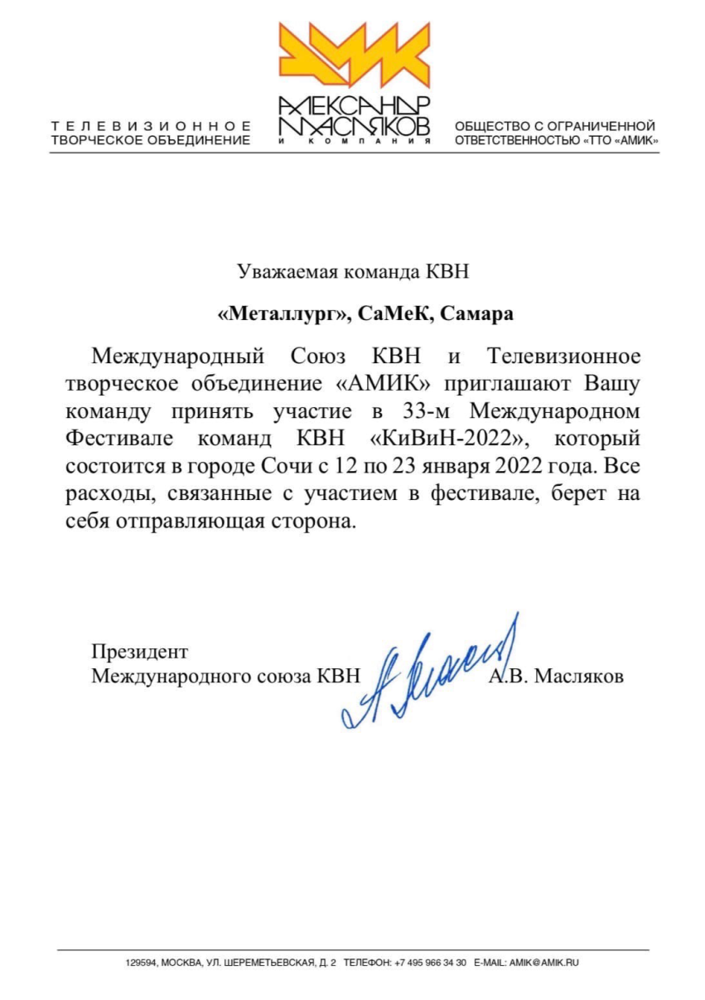 АМИК
АЛЕКСАНДР
МАСЛЯКОВ
И КОМПАНИЯ
ТЕЛЕВИЗИОННОЕ
ТВОРЧЕСКОЕ ОБЪЕДИНЕНИЕ
ОБЩЕСТВО С ОГРАНИЧЕННОЙ
ОТВЕТСТВЕННОСТЬЮ «ТТО «АМИК»
Уважаемая команда КВН
«Металлург», СаМеК, Самара
Международный Союз КВН и Телевизионное
творческое объединение «АМИК» приглашают Вашу
команду принять участие в 33-м Международном
Фестивале команд КВН «КиВиН-2022», который
состоится в городе Сочи с 12 по 23 января 2022 года. Все
расходы, связанные с участием в фестивале, берет на
себя отправляющая сторона.
Президент
Международного союза КВН А.В. Масляков
129594, МОСКВА, УЛ. ШЕРЕМЕТЬЕВСКАЯ, Д. 2 ТЕЛЕФОН: +7 495 966 34 30 E-MAIL: AMIK@AMIK.RU